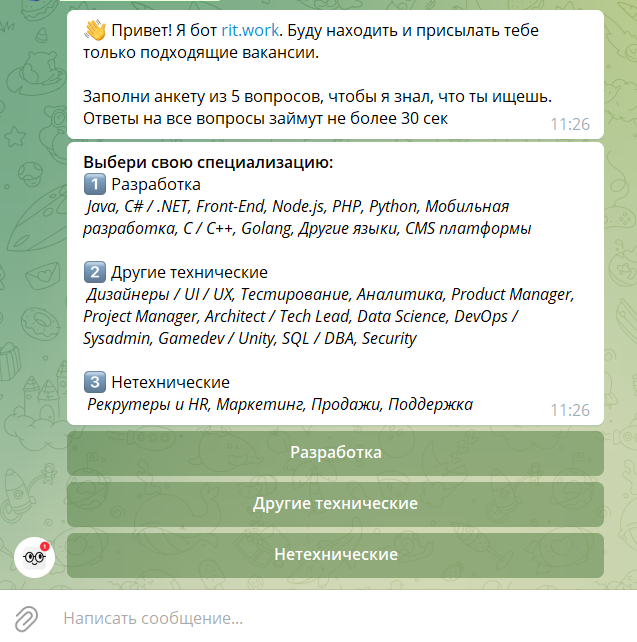 👋 Привет! Я бот rit.work. Буду находить и присылать тебе
только подходящие вакансии.
Заполни анкету из 5 вопросов, чтобы я знал, что ты ищешь.
Ответы на все вопросы займут не более 30 сек
11:26
Выбери свою специализацию:
1️⃣ Разработка
Java, C# / .NET, Front-End, Node.js, PHP, Python, Мобильная
разработка, C / C++, Golang, Другие языки, CMS платформы
2️⃣ Другие технические
Дизайнеры / UI / UX, Тестирование, Аналитика, Product Manager,
Project Manager, Architect / Tech Lead, Data Science, DevOps /
Sysadmin, Gamedev / Unity, SQL / DBA, Security
3️⃣ Нетехнические
Рекрутеры и HR, Маркетинг, Продажи, Поддержка
11:26
Разработка
Другие технические
Нетехнические
Написать сообщение...